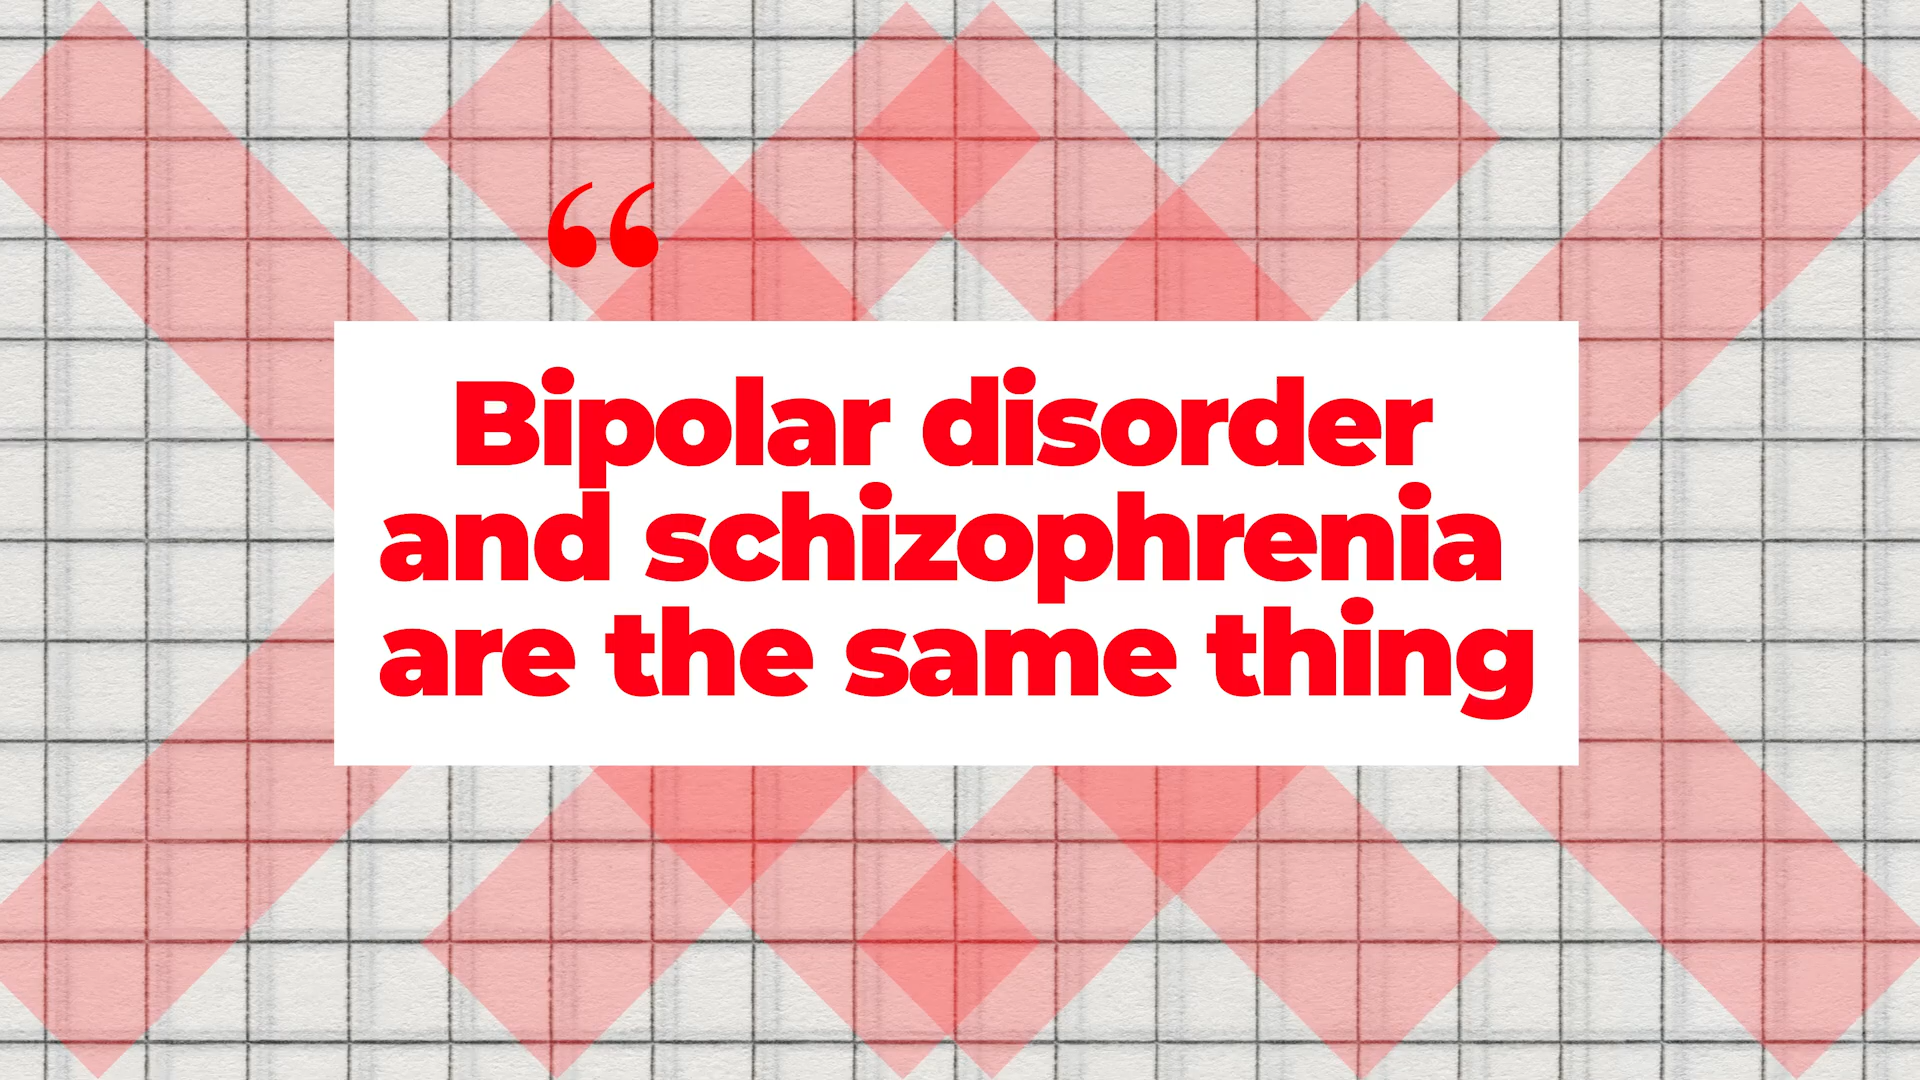 “
Bipolar disorder
and schizophrenia
are the same thing